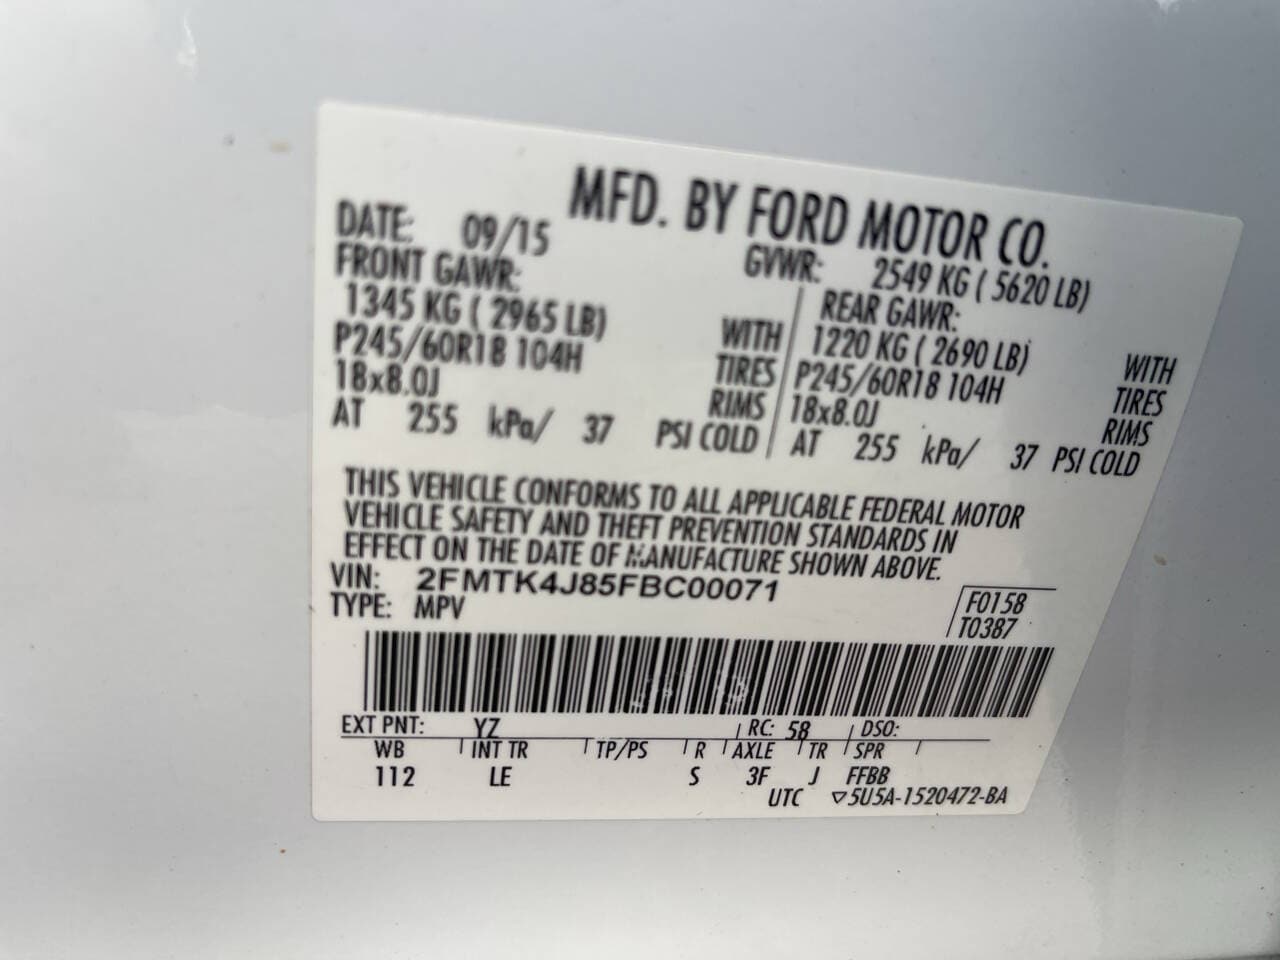 MFD. BY FORD MOTOR CO.
DATE: 09/15 GVWR: 2549 KG ( 5620 LB)
FRONT GAWR: REAR GAWR:
1345 KG ( 2965 LB) WITH 1220 KG ( 2690 LB) WITH
P245/60R18 104H TIRES P245/60R18 104H TIRES
18x8.0J RIMS 18x8.0J RIMS
AT 255 kPa/ 37 PSI COLD AT 255 kPa/ 37 PSI COLD
THIS VEHICLE CONFORMS TO ALL APPLICABLE FEDERAL MOTOR
VEHICLE SAFETY AND THEFT PREVENTION STANDARDS IN
EFFECT ON THE DATE OF MANUFACTURE SHOWN ABOVE.
VIN: 2FMTK4J85FBC00071
TYPE: MPV
F0158
T0387
EXT PNT: YZ RC: 58 DSO:
WB INT TR TP/PS R AXLE TR SPR
112 LE S 3F J FFBB
UTC ▽5U5A-1520472-BA